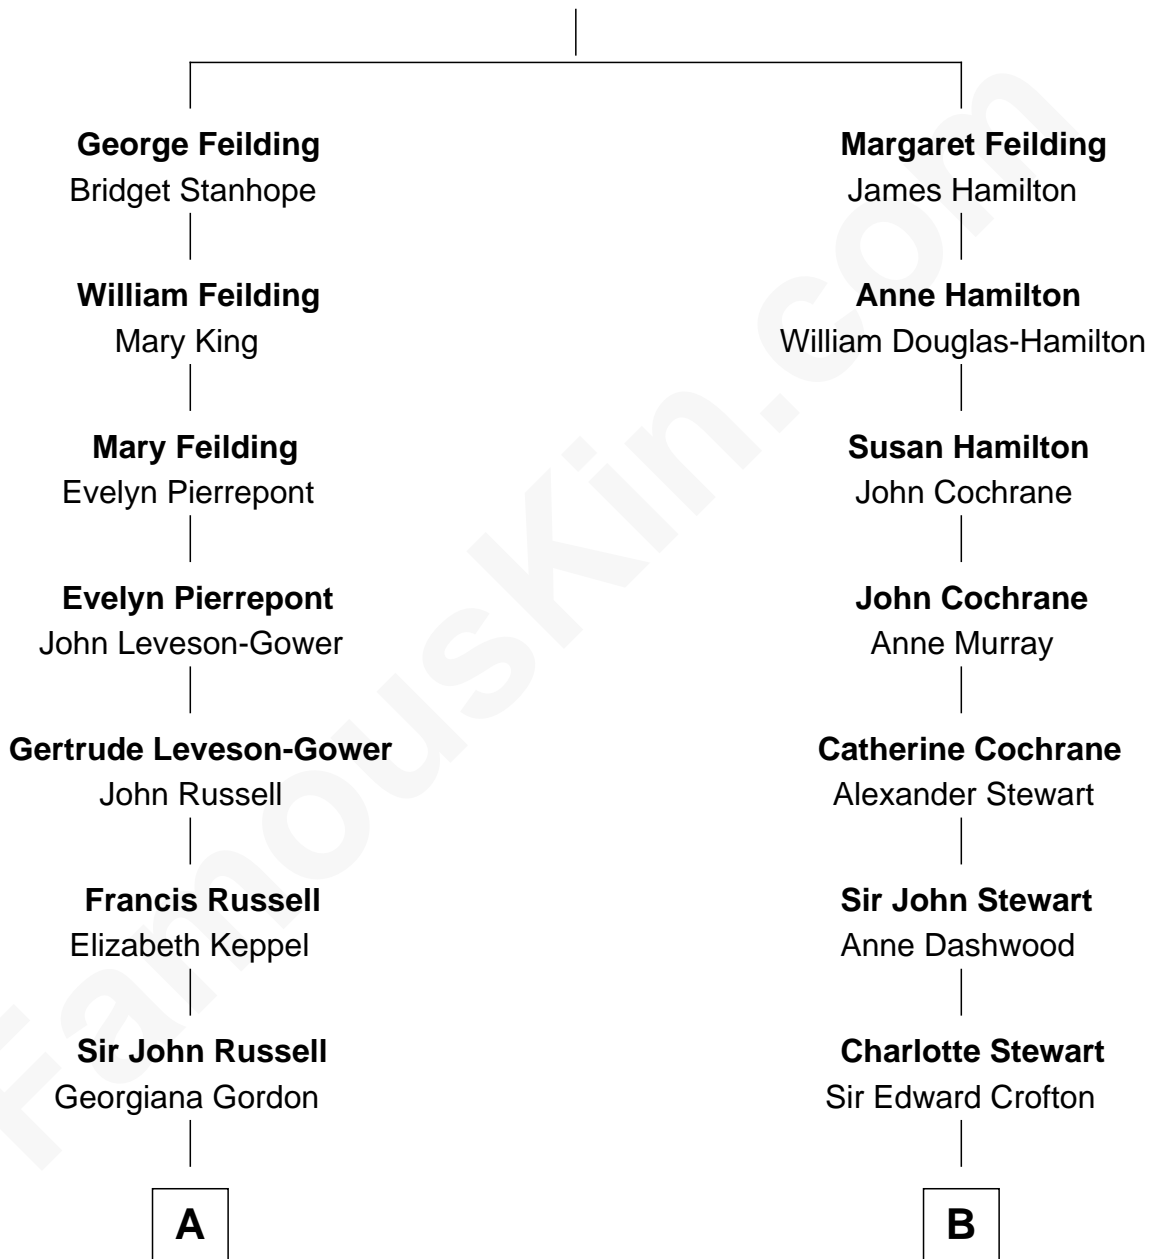 George Feilding
Bridget Stanhope
Margaret Feilding
James Hamilton
William Feilding
Mary King
Anne Hamilton
William Douglas-Hamilton
Mary Feilding
Evelyn Pierrepont
Susan Hamilton
John Cochrane
Evelyn Pierrepont
John Leveson-Gower
John Cochrane
Anne Murray
Gertrude Leveson-Gower
John Russell
Catherine Cochrane
Alexander Stewart
Francis Russell
Elizabeth Keppel
Sir John Stewart
Anne Dashwood
Sir John Russell
Georgiana Gordon
Charlotte Stewart
Sir Edward Crofton
A
B
FamousKin.com